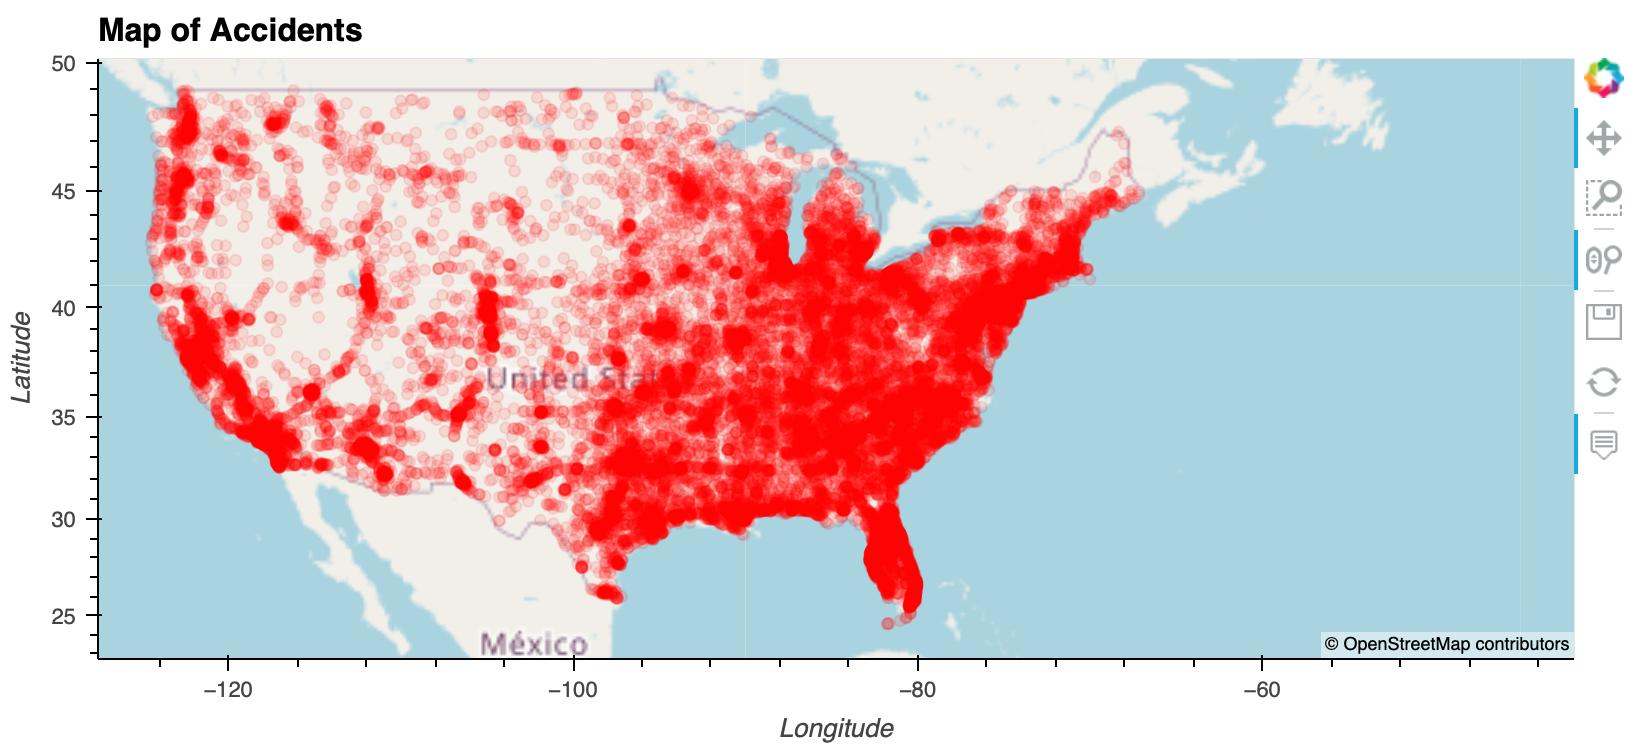 Map of Accidents
50
45
40
35
30
25
Latitude
United Stat
México
© OpenStreetMap contributors
−120
−100
−80
−60
Longitude